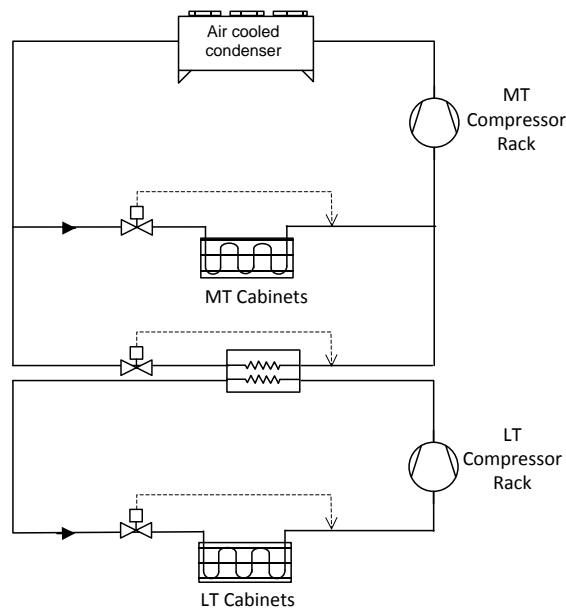 Air cooled
condenser
MT
Compressor
Rack
MT Cabinets
LT
Compressor
Rack
LT Cabinets